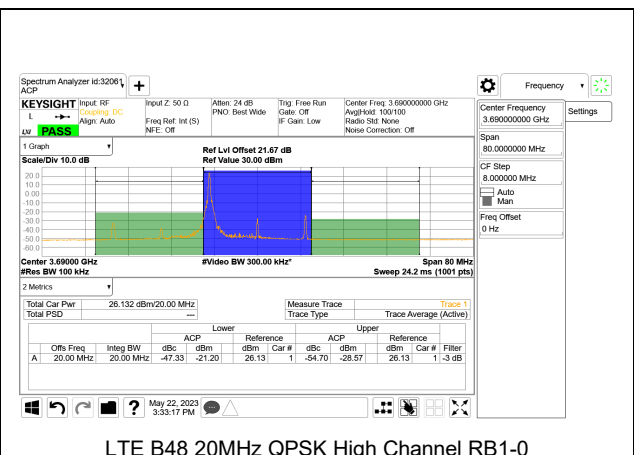 Spectrum Analyzer id:32061
ACP
Frequency
KEYSIGHT Input: RF Input Z: 50 Ω Atten: 24 dB Trig: Free Run Center Freq: 3.690000000 GHz
L Coupling: DC PNO: Best Wide Gate: Off Avg|Hold: 100/100
Align: Auto Freq Ref: Int (S) IF Gain: Low Radio Std: None
PASS NFE: Off Noise Correction: Off
Center Frequency
3.690000000 GHz
Settings
Span
80.0000000 MHz
CF Step
8.000000 MHz
Auto
Man
Freq Offset
0 Hz
1 Graph
Ref Lvl Offset 21.67 dB
Scale/Div 10.0 dB Ref Value 30.00 dBm
20.0
10.0
0.00
-10.0
-20.0
-30.0
-40.0
-50.0
-60.0
Center 3.69000 GHz #Video BW 300.00 kHz* Span 80 MHz
#Res BW 100 kHz Sweep 24.2 ms (1001 pts)
2 Metrics
Total Car Pwr 26.132 dBm/20.00 MHz Measure Trace Trace 1
Total PSD --- Trace Type Trace Average (Active)
Lower Upper
ACP Reference ACP Reference
Offs Freq Integ BW dBc dBm dBm Car # dBc dBm dBm Car # Filter
A 20.00 MHz 20.00 MHz -47.33 -21.20 26.13 1 -54.70 -28.57 26.13 1 -3 dB
May 22, 2023
3:33:17 PM
LTE B48 20MHz QPSK High Channel RB1-0